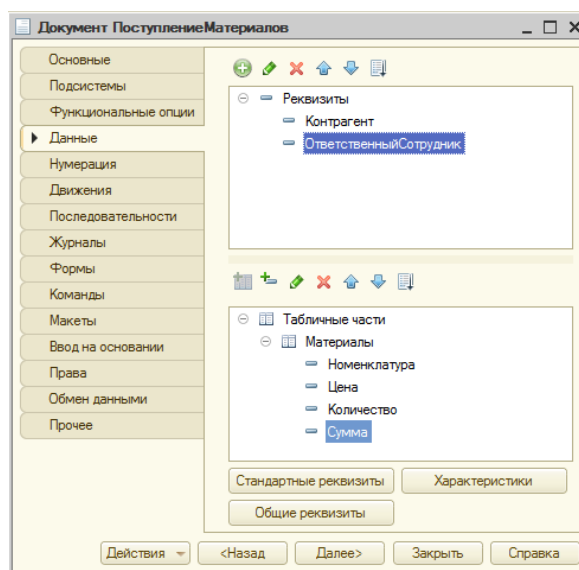 Документ ПоступлениеМатериалов
Основные
Подсистемы
Функциональные опции
Данные
Нумерация
Движения
Последовательности
Журналы
Формы
Команды
Макеты
Ввод на основании
Права
Обмен данными
Прочее
Реквизиты
Контрагент
ОтветственныйСотрудник
Табличные части
Материалы
Номенклатура
Цена
Количество
Сумма
Стандартные реквизиты
Характеристики
Общие реквизиты
Действия
<Назад
Далее>
Закрыть
Справка